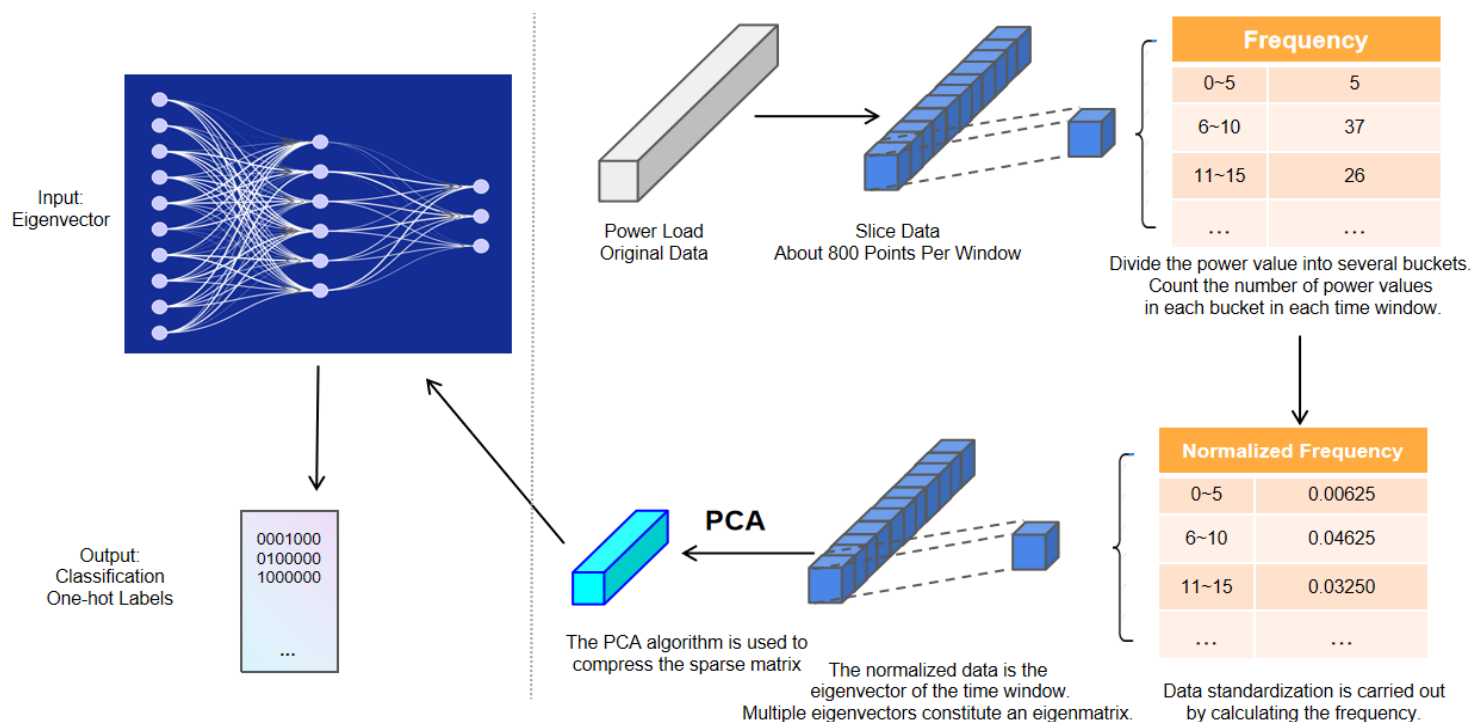 Input:
Eigenvector
Output:
Classification
One-hot Labels
0001000
0100000
1000000
...
Power Load
Original Data
Slice Data
About 800 Points Per Window
Frequency
0~5 5
6~10 37
11~15 26
... ...
Divide the power value into several buckets.
Count the number of power values
in each bucket in each time window.
Normalized Frequency
0~5 0.00625
6~10 0.04625
11~15 0.03250
... ...
Data standardization is carried out
by calculating the frequency.
The normalized data is the
eigenvector of the time window.
Multiple eigenvectors constitute an eigenmatrix.
PCA
The PCA algorithm is used to
compress the sparse matrix